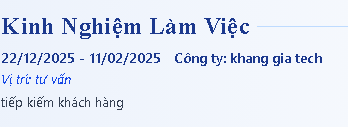 Kinh Nghiệm Làm Việc
22/12/2025 - 11/02/2025 Công ty: khang gia tech
Vị trí: tư vấn
tiếp kiếm khách hàng